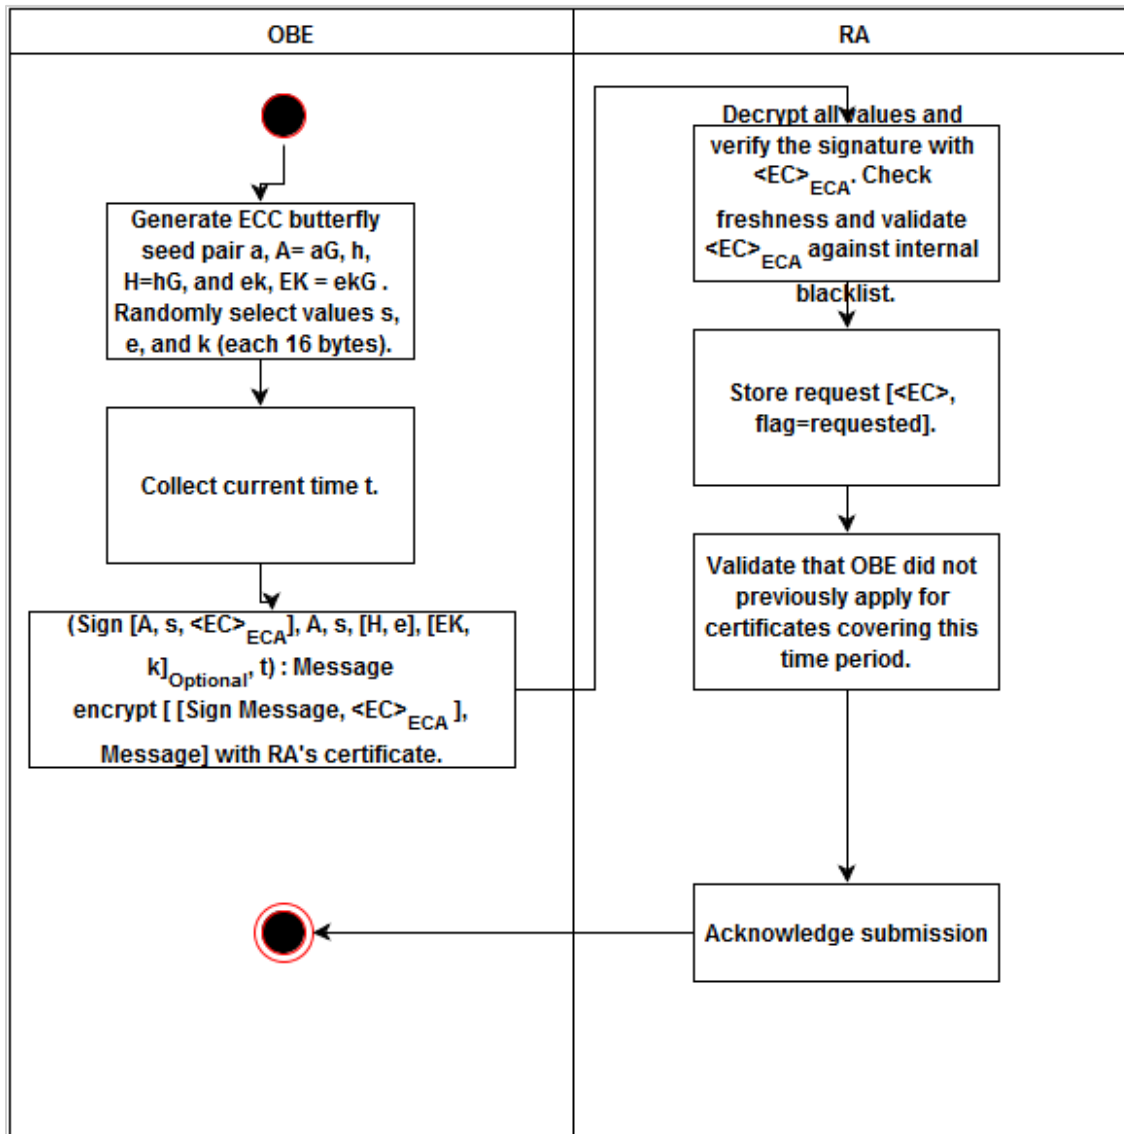 OBE
RA
Generate ECC butterfly
seed pair a, A= aG, h,
H=hG, and ek, EK = ekG .
Randomly select values s,
e, and k (each 16 bytes).
Collect current time t.
(Sign [A, s, <EC>ECA], A, s, [H, e], [EK,
k]Optional, t) : Message
encrypt [ [Sign Message, <EC>ECA ],
Message] with RA's certificate.
Decrypt all values and
verify the signature with
<EC>ECA. Check
freshness and validate
<EC>ECA against internal
blacklist.
Store request [<EC>,
flag=requested].
Validate that OBE did not
previously apply for
certificates covering this
time period.
Acknowledge submission